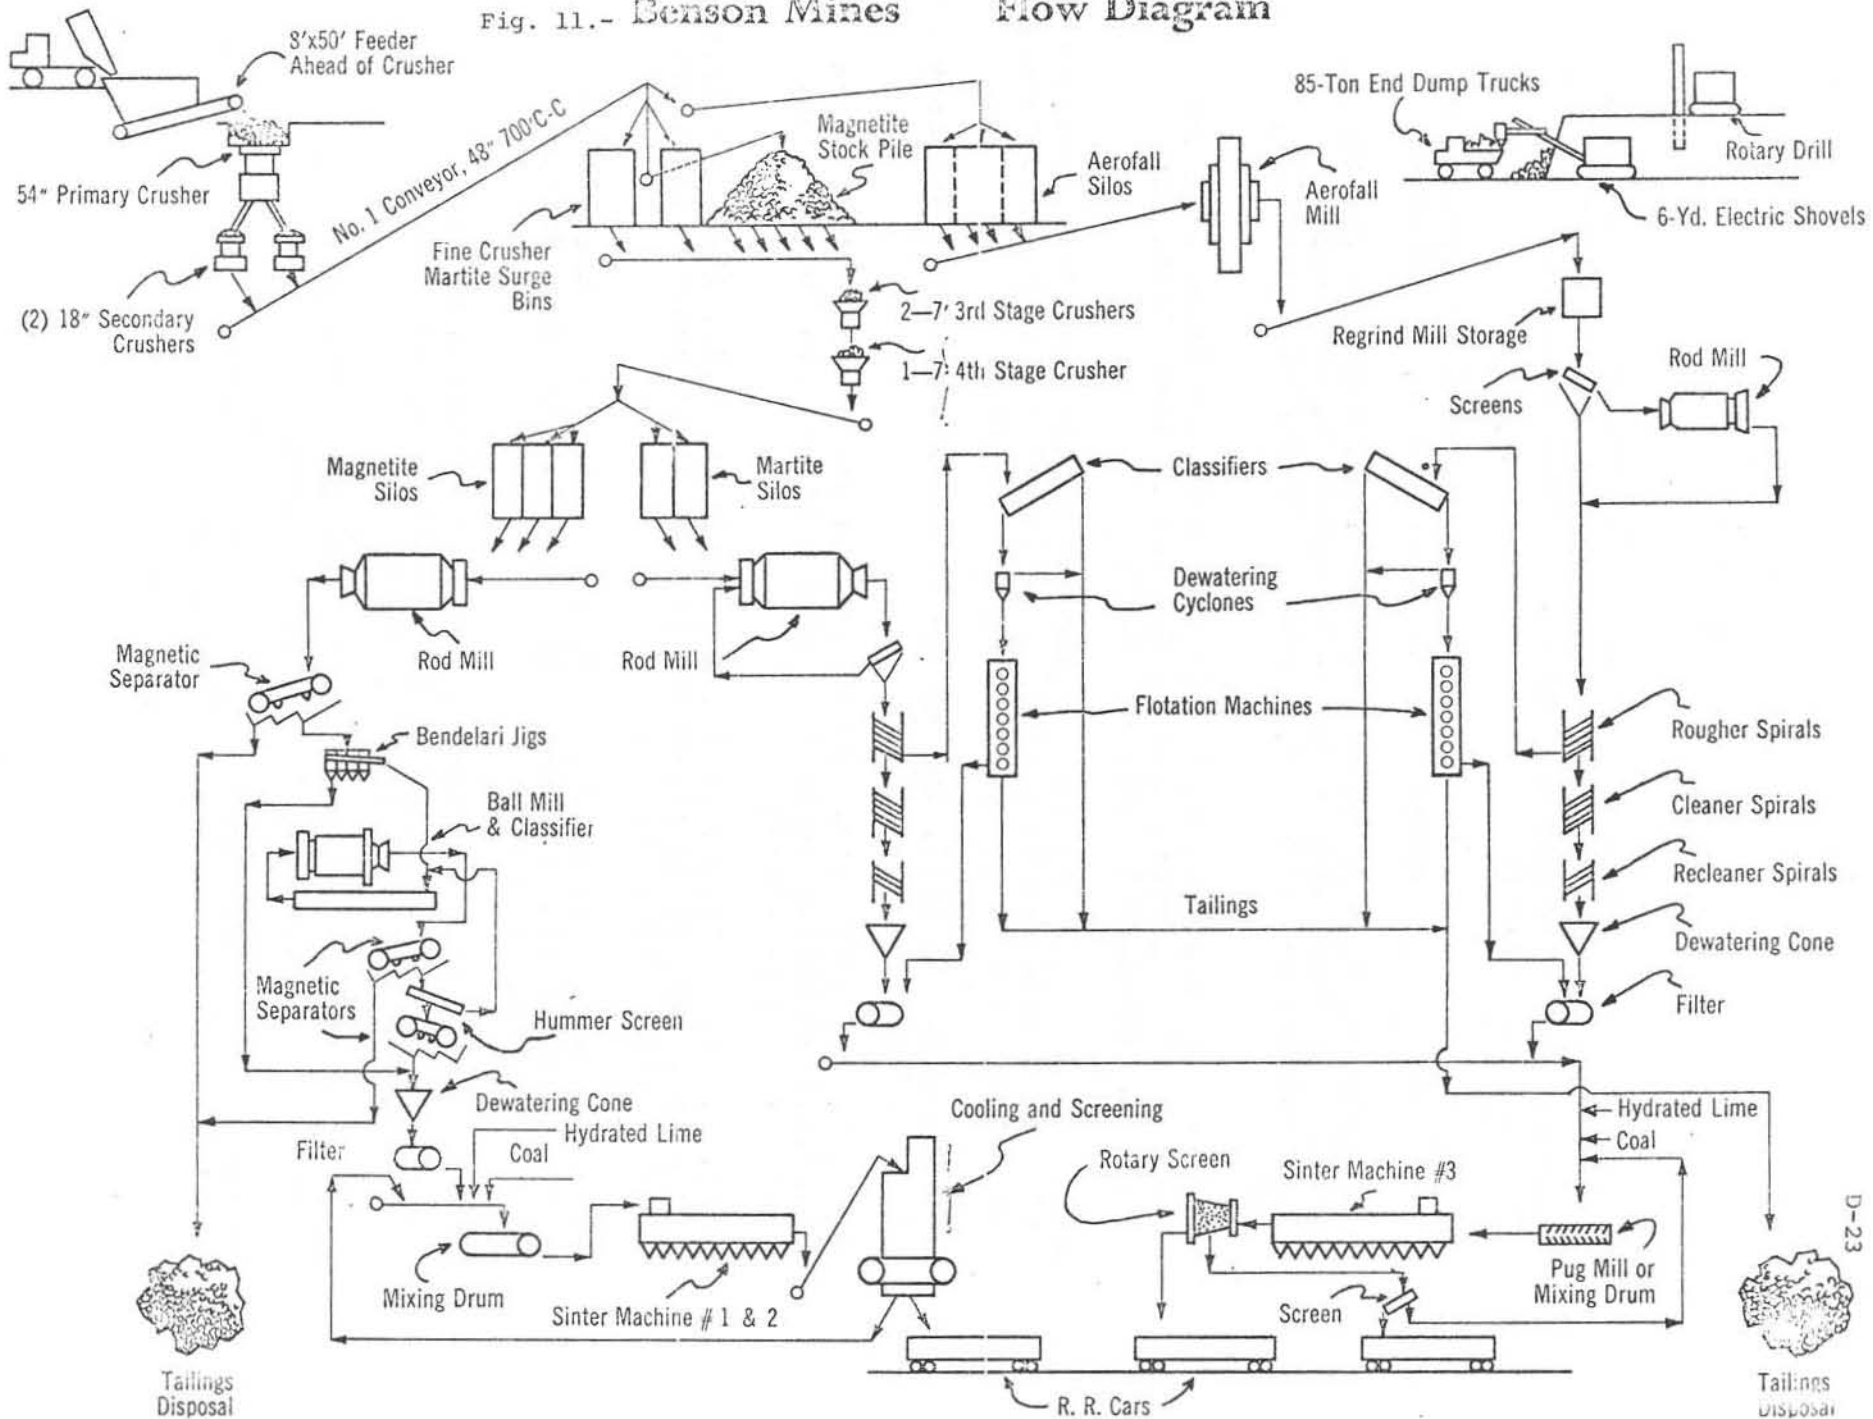 Fig. 11.- Benson Mines Flow Diagram
8'x50' Feeder
Ahead of Crusher
54" Primary Crusher
(2) 18" Secondary
Crushers
No. 1 Conveyor, 48" 700'C-C
Fine Crusher
Martite Surge
Bins
Magnetite
Stock Pile
Aerofall
Silos
Aerofall
Mill
85-Ton End Dump Trucks
Rotary Drill
6-Yd. Electric Shovels
2—7' 3rd Stage Crushers
1—7' 4th Stage Crusher
Regrind Mill Storage
Rod Mill
Screens
Magnetite
Silos
Martite
Silos
Classifiers
Dewatering
Cyclones
Rod Mill
Rod Mill
Magnetic
Separator
Bendelari Jigs
Flotation Machines
Rougher Spirals
Ball Mill
& Classifier
Cleaner Spirals
Recleaner Spirals
Tailings
Dewatering Cone
Magnetic
Separators
Hummer Screen
Filter
Dewatering Cone
Hydrated Lime
Coal
Filter
Cooling and Screening
Hydrated Lime
Coal
Rotary Screen
Sinter Machine #3
Mixing Drum
Sinter Machine # 1 & 2
Pug Mill or
Mixing Drum
Screen
D-23
Tailings
Disposal
R. R. Cars
Tailings
Disposal